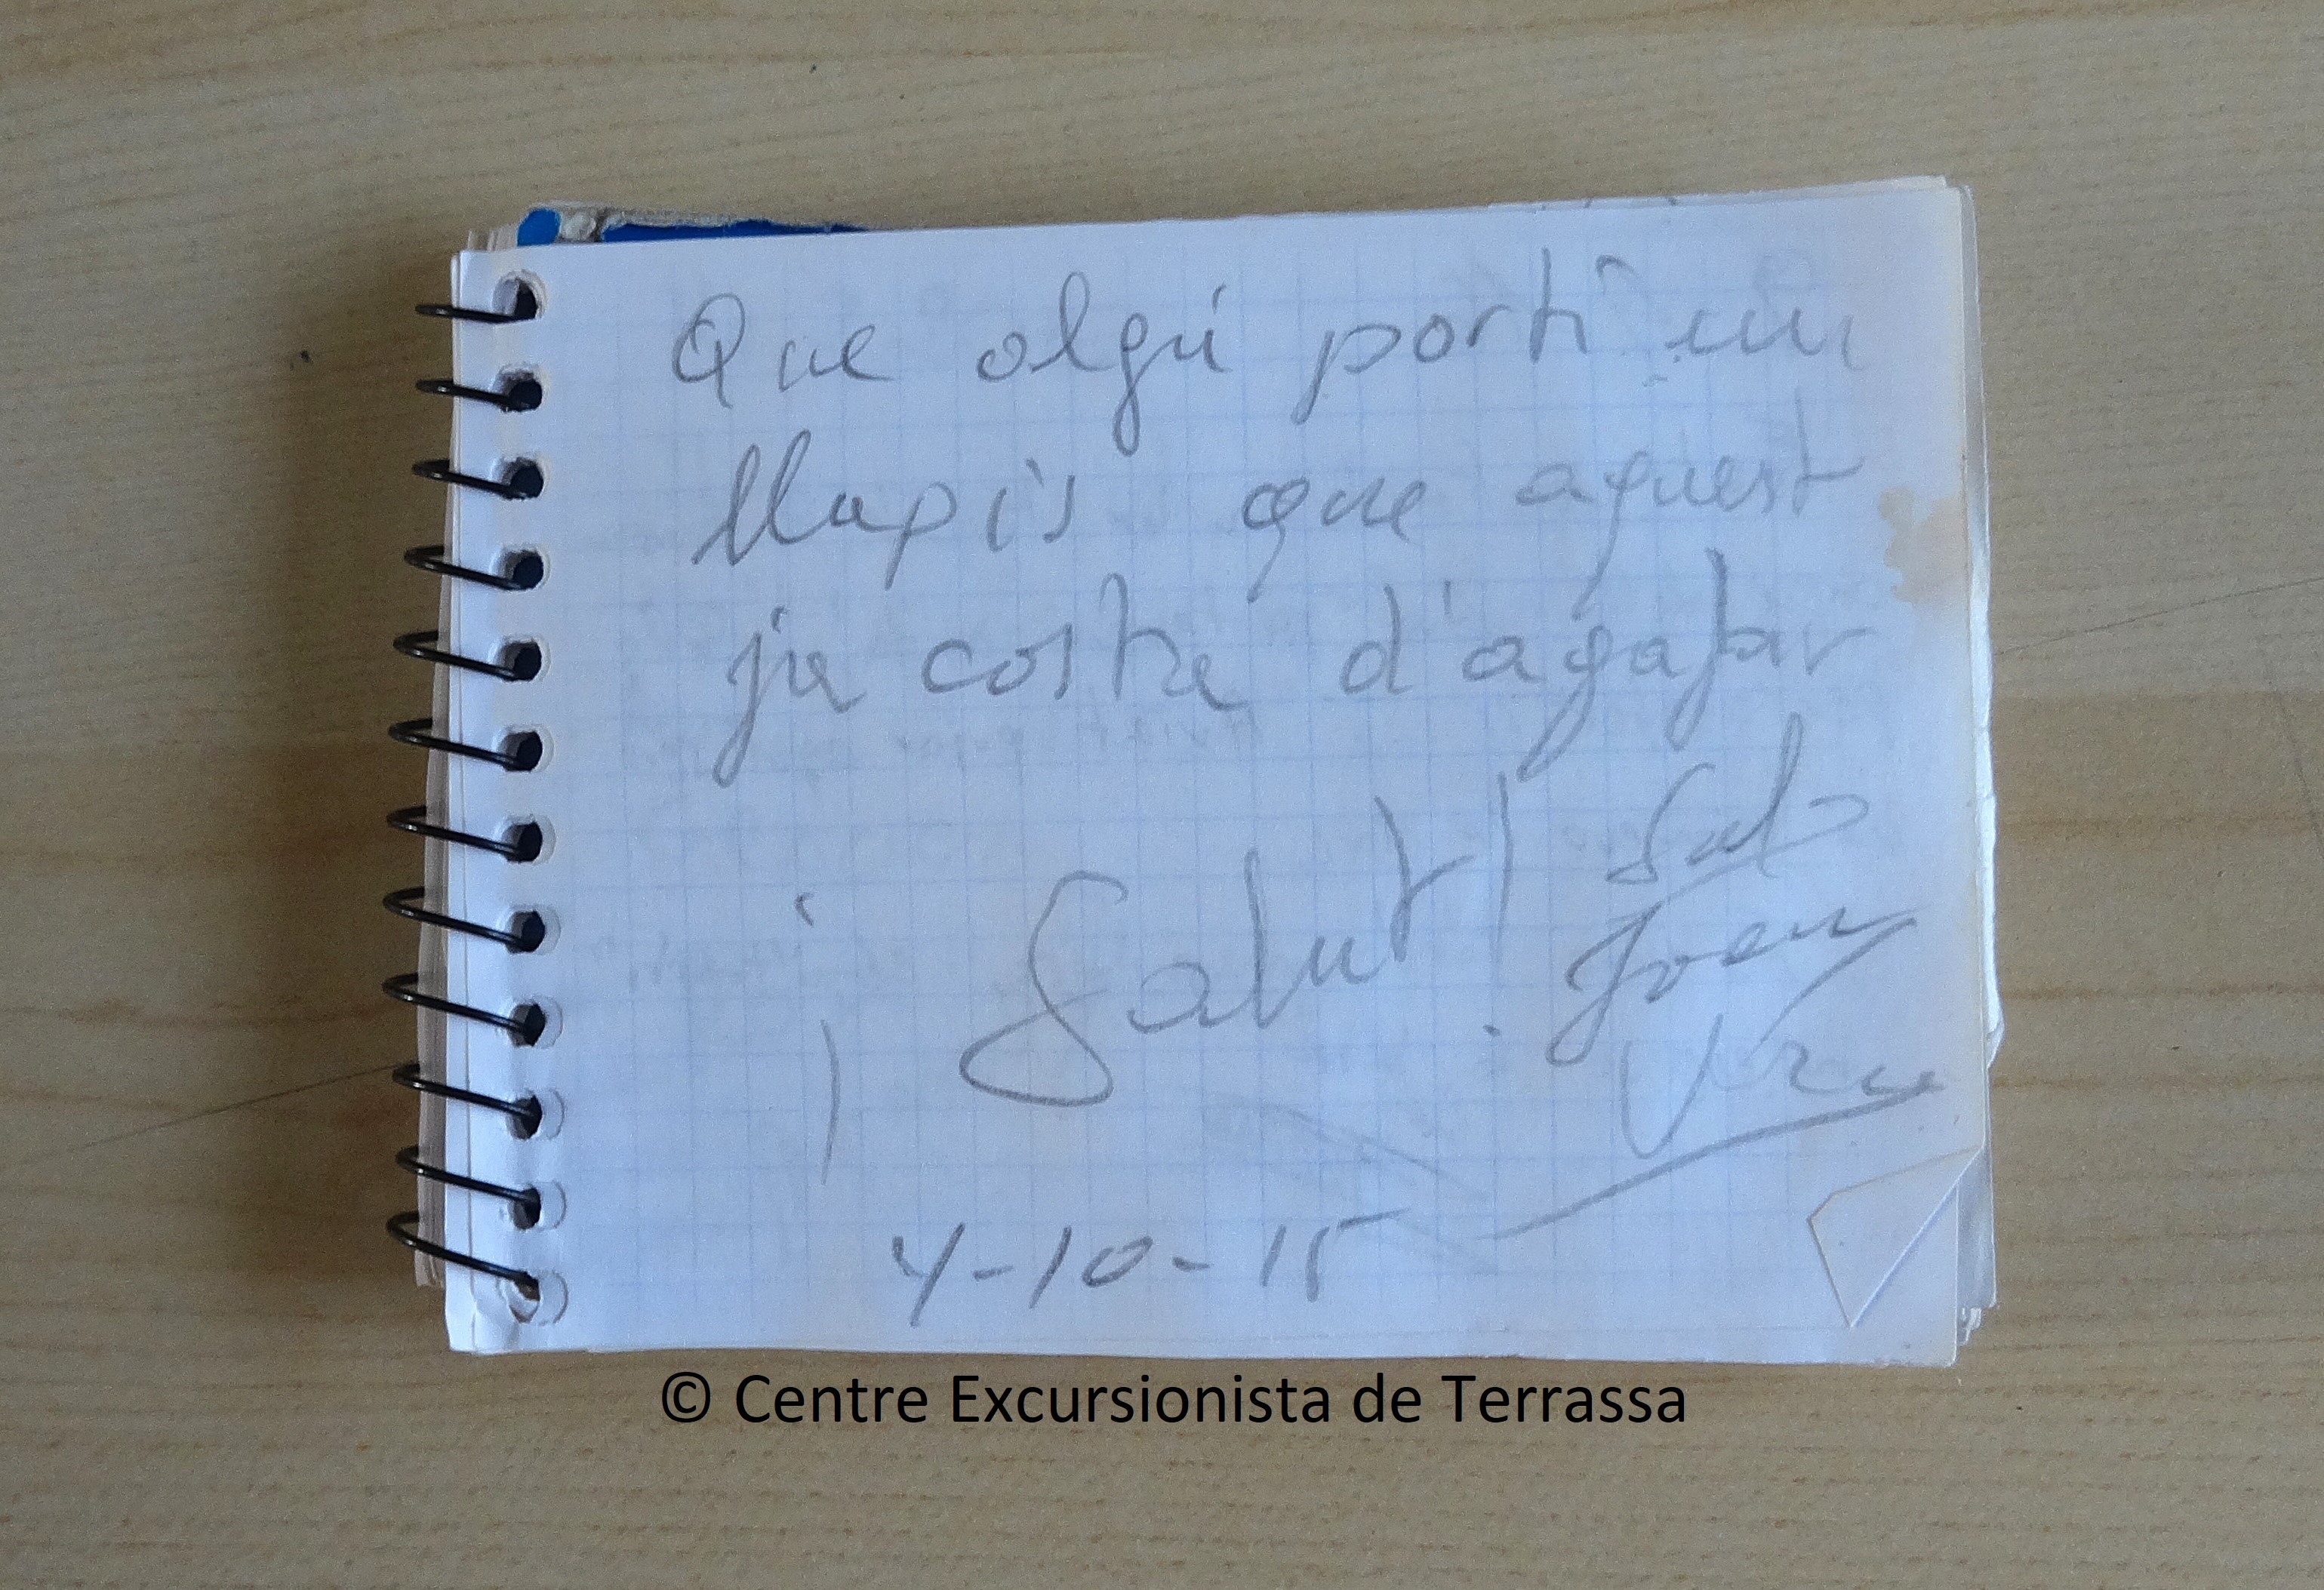 Que algú porti un
llapis que aquest
ja costa d'agafar
¡ Salut!
Joan
4-10-15
© Centre Excursionista de Terrassa